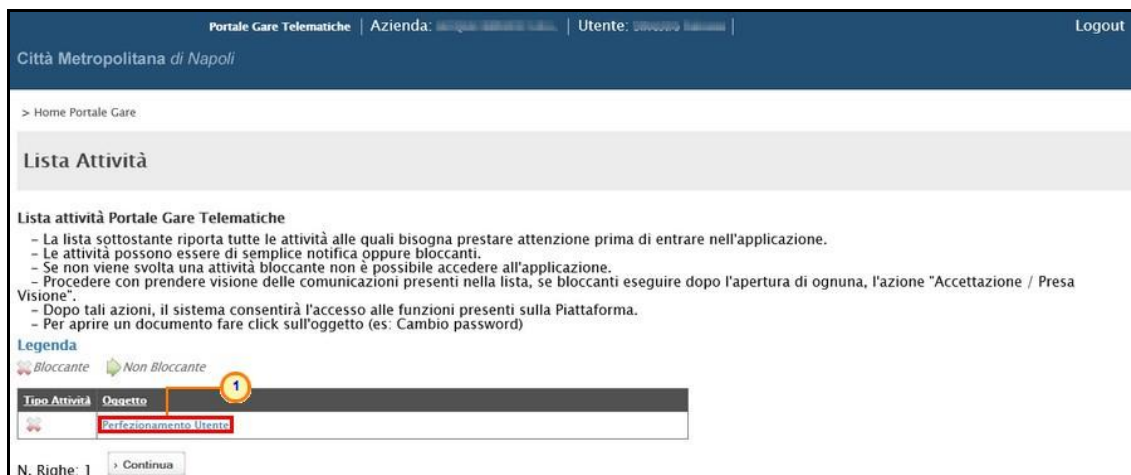 Portale Gare Telematiche | Azienda: | Utente: | Logout
Città Metropolitana di Napoli
> Home Portale Gare
Lista Attività
Lista attività Portale Gare Telematiche
– La lista sottostante riporta tutte le attività alle quali bisogna prestare attenzione prima di entrare nell'applicazione.
– Le attività possono essere di semplice notifica oppure bloccanti.
– Se non viene svolta una attività bloccante non è possibile accedere all'applicazione.
– Procedere con prendere visione delle comunicazioni presenti nella lista, se bloccanti eseguire dopo l'apertura di ognuna, l'azione "Accettazione / Presa
Visione".
– Dopo tali azioni, il sistema consentirà l'accesso alle funzioni presenti sulla Piattaforma.
– Per aprire un documento fare click sull'oggetto (es: Cambio password)
Legenda
Bloccante Non Bloccante
1
Tipo Attività Oggetto
Perfezionamento Utente
N. Righe: 1 › Continua